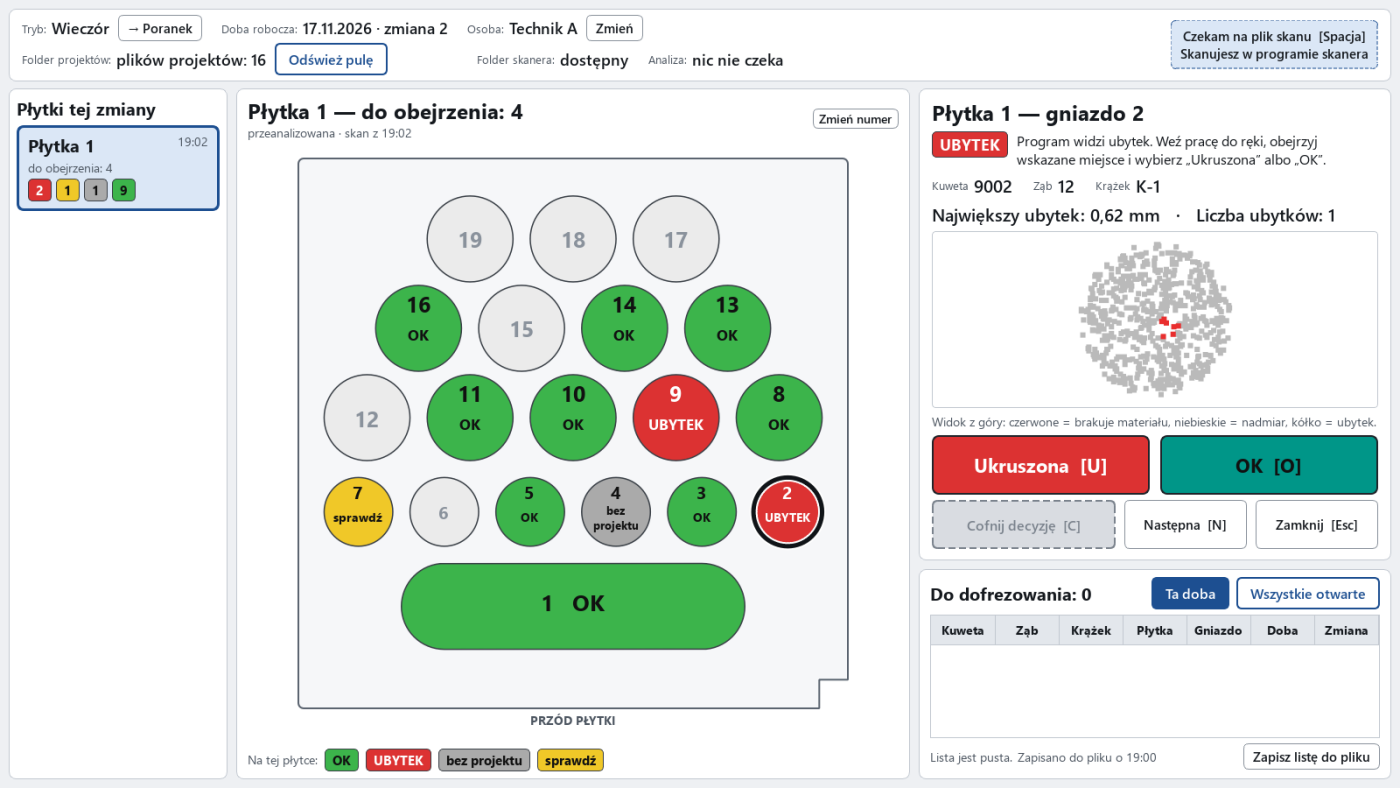 Tryb: Wieczór → Poranek Doba robocza: 17.11.2026 · zmiana 2 Osoba: Technik A Zmień
Folder projektów: plików projektów: 16 Odśwież pulę Folder skanera: dostępny Analiza: nic nie czeka
Czekam na plik skanu [Spacja]
Skanujesz w programie skanera
Płytki tej zmiany
Płytka 1 19:02
do obejrzenia: 4
2 1 1 9
Płytka 1 — do obejrzenia: 4
przeanalizowana · skan z 19:02
Zmień numer
19 18 17
16 15 14 13
OK OK OK
12 11 10 9 8
OK OK UBYTEK OK
7 6 5 4 3 2
sprawdź OK bez projektu OK UBYTEK
1 OK
PRZÓD PŁYTKI
Na tej płytce: OK UBYTEK bez projektu sprawdź
Płytka 1 — gniazdo 2
UBYTEK Program widzi ubytek. Weź pracę do ręki, obejrzyj
wskazane miejsce i wybierz „Ukruszona” albo „OK”.
Kuweta 9002 Ząb 12 Krążek K-1
Największy ubytek: 0,62 mm · Liczba ubytków: 1
Widok z góry: czerwone = brakuje materiału, niebieskie = nadmiar, kółko = ubytek.
Ukruszona [U] OK [O]
Cofnij decyzję [C] Następna [N] Zamknij [Esc]
Do dofrezowania: 0 Ta doba Wszystkie otwarte
Kuweta Ząb Krążek Płytka Gniazdo Doba Zmiana
Lista jest pusta. Zapisano do pliku o 19:00 Zapisz listę do pliku